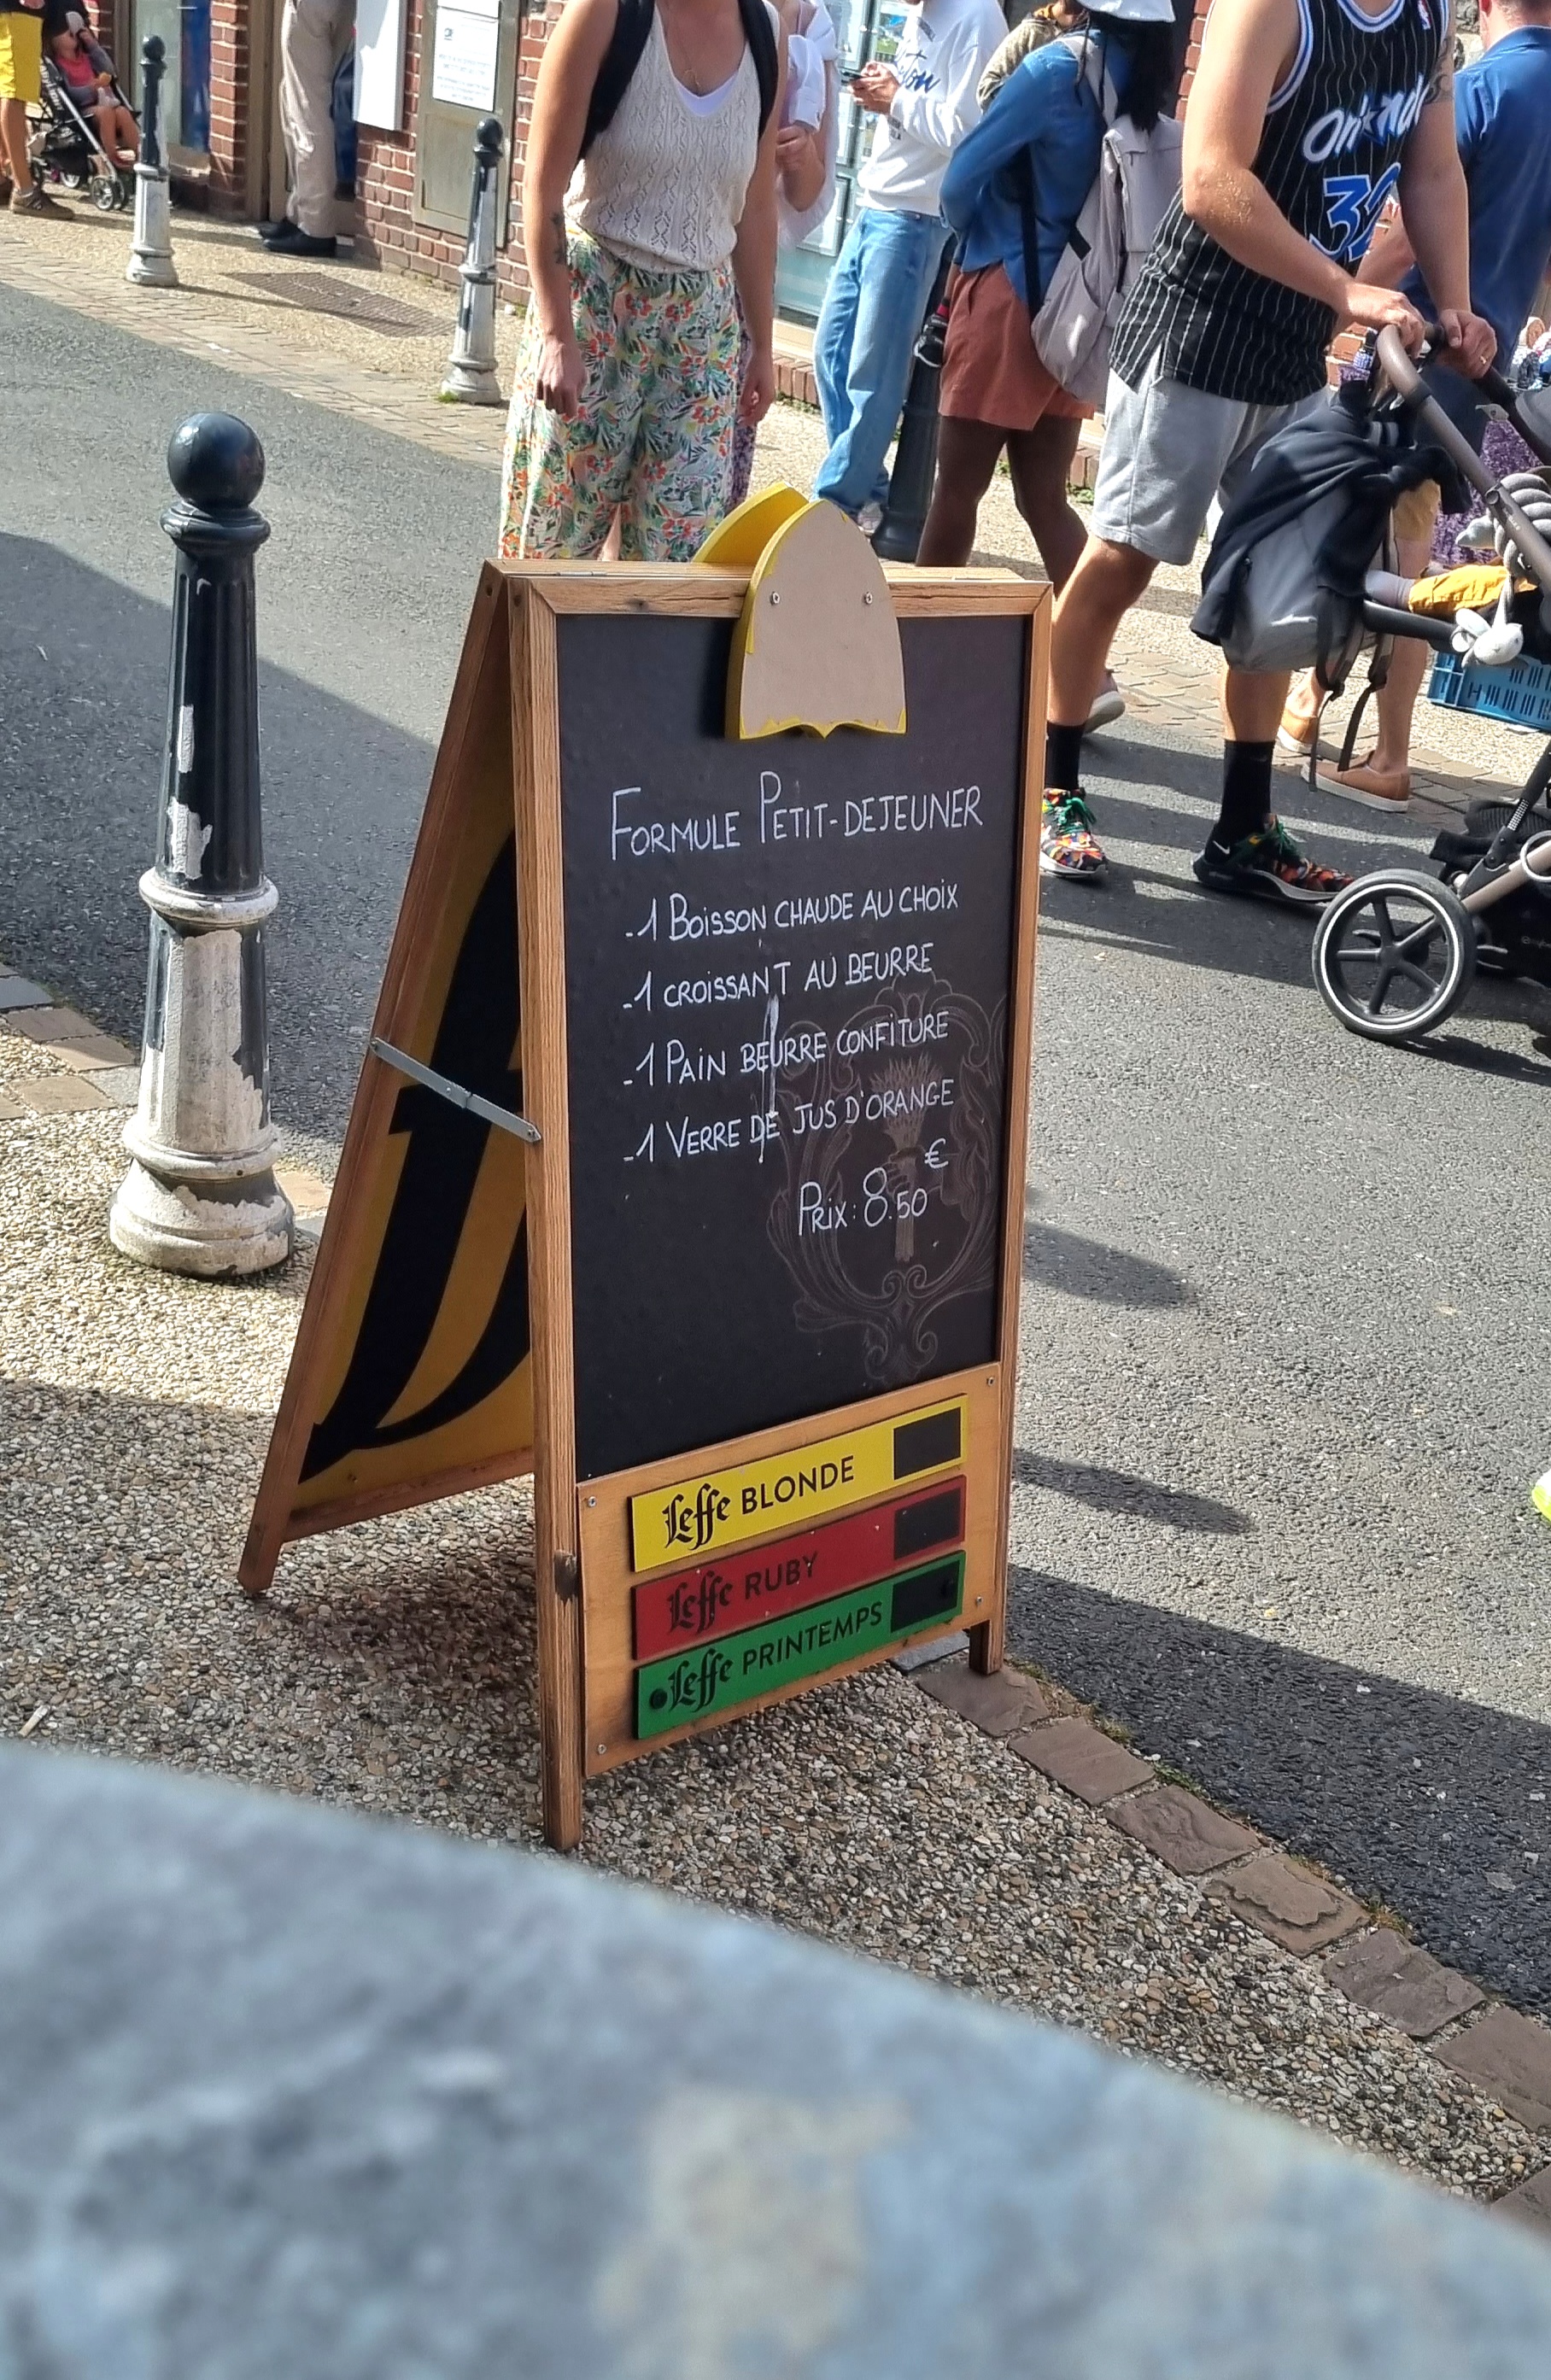 FORMULE PETIT-DEJEUNER
-1 BOISSON CHAUDE AU CHOIX
-1 CROISSANT AU BEURRE
-1 PAIN BEURRE CONFITURE
-1 VERRE DE JUS D'ORANGE
€
PRIX: 8.50
Leffe BLONDE
Leffe RUBY
Leffe PRINTEMPS